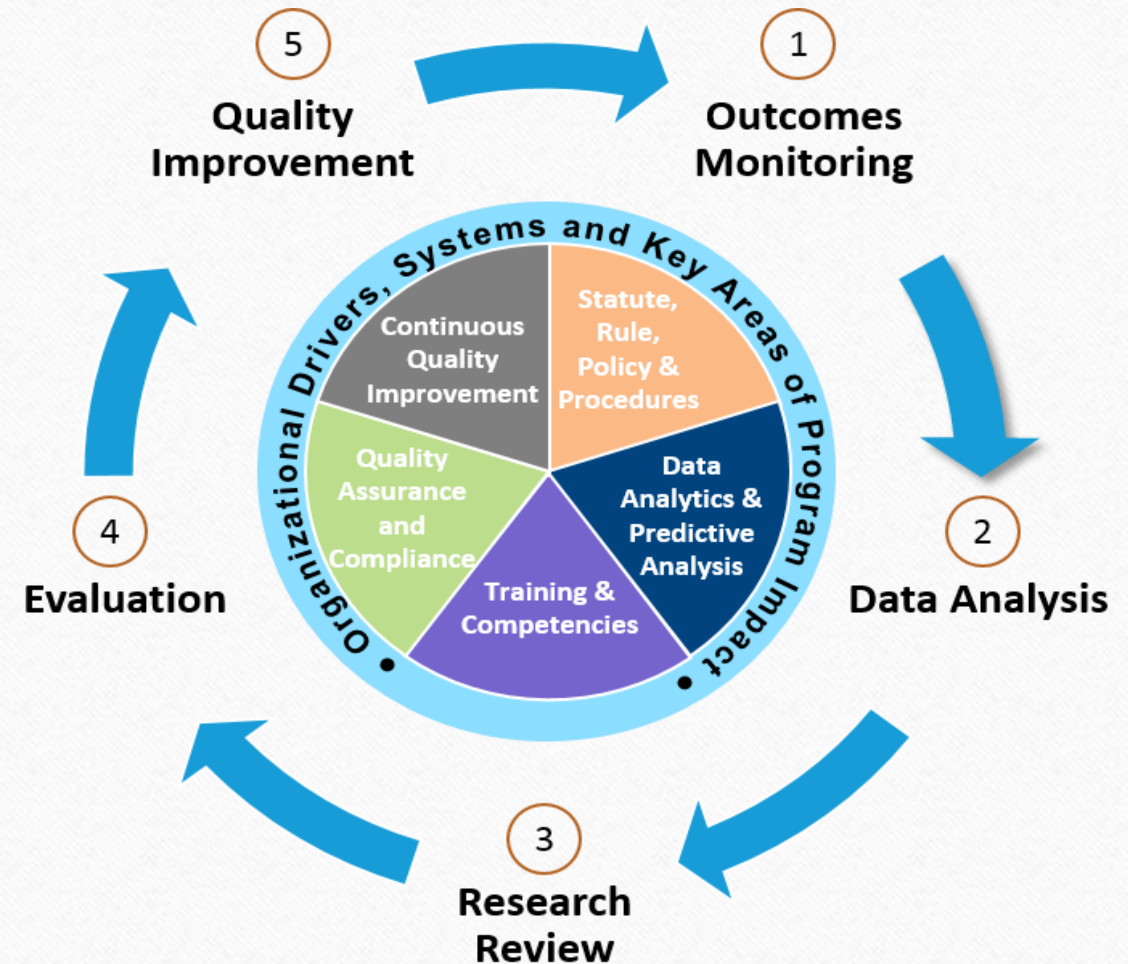 5
Quality
Improvement
1
Outcomes
Monitoring
• Organizational Drivers, Systems and Key Areas of Program Impact •
Continuous
Quality
Improvement
Statute,
Rule,
Policy &
Procedures
Quality
Assurance
and
Compliance
Data
Analytics &
Predictive
Analysis
Training &
Competencies
4
Evaluation
2
Data Analysis
3
Research
Review